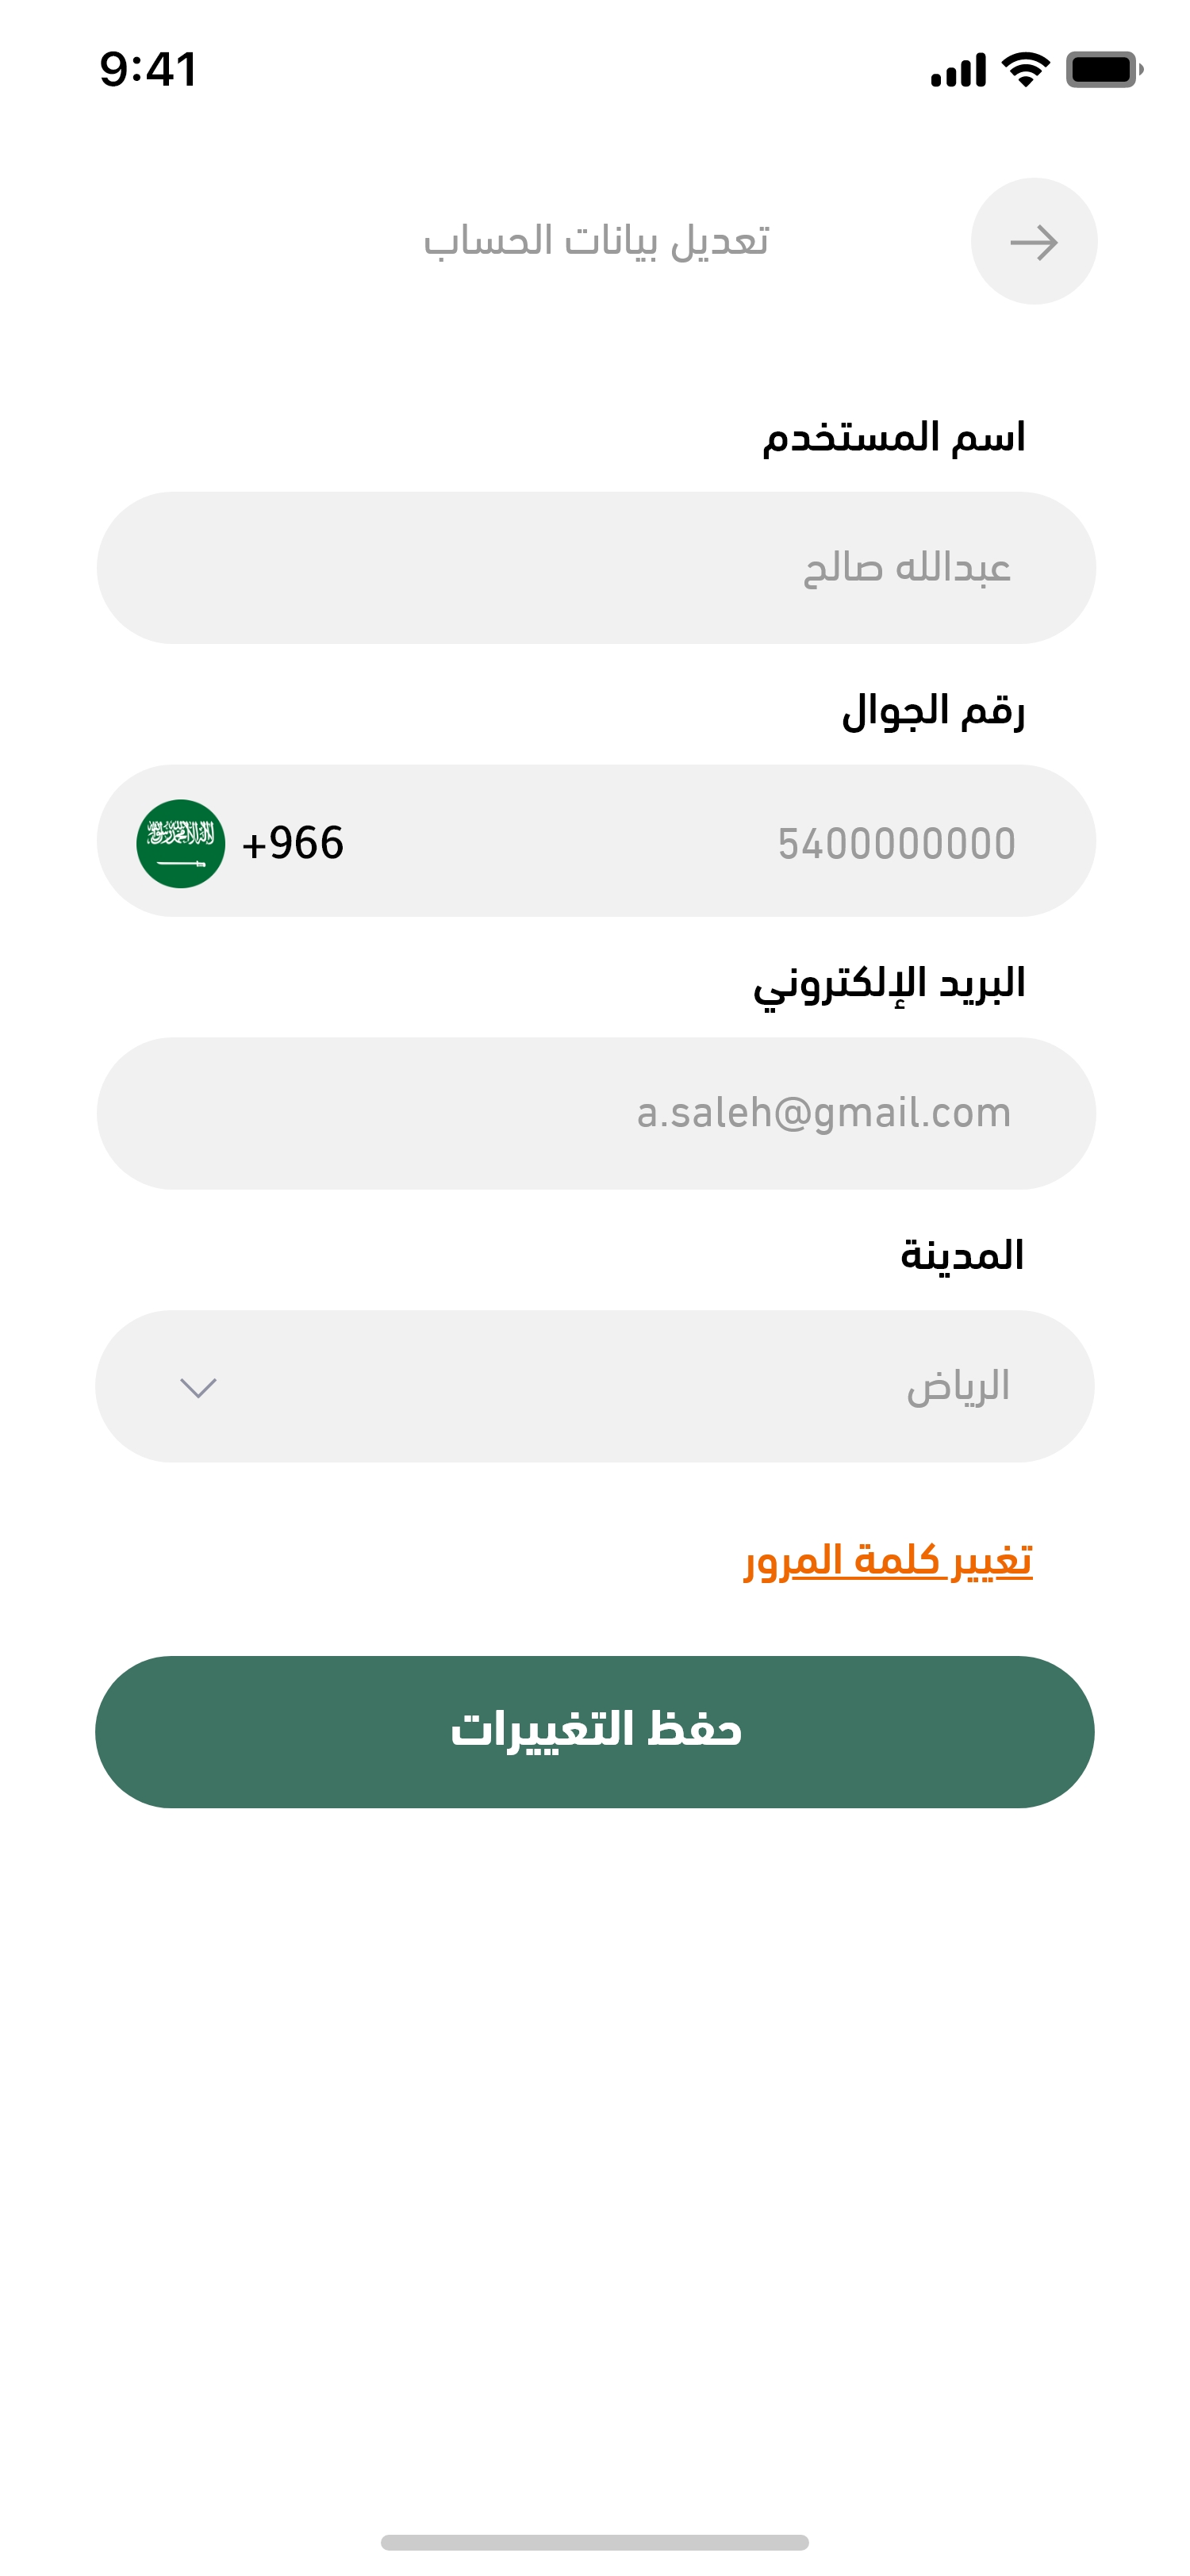 9:41
تعديل بيانات الحساب
اسم المستخدم
عبدالله صالح
رقم الجوال
5400000000
+966
البريد الإلكتروني
a.saleh@gmail.com
المدينة
الرياض
تغيير كلمة المرور
حفظ التغييرات